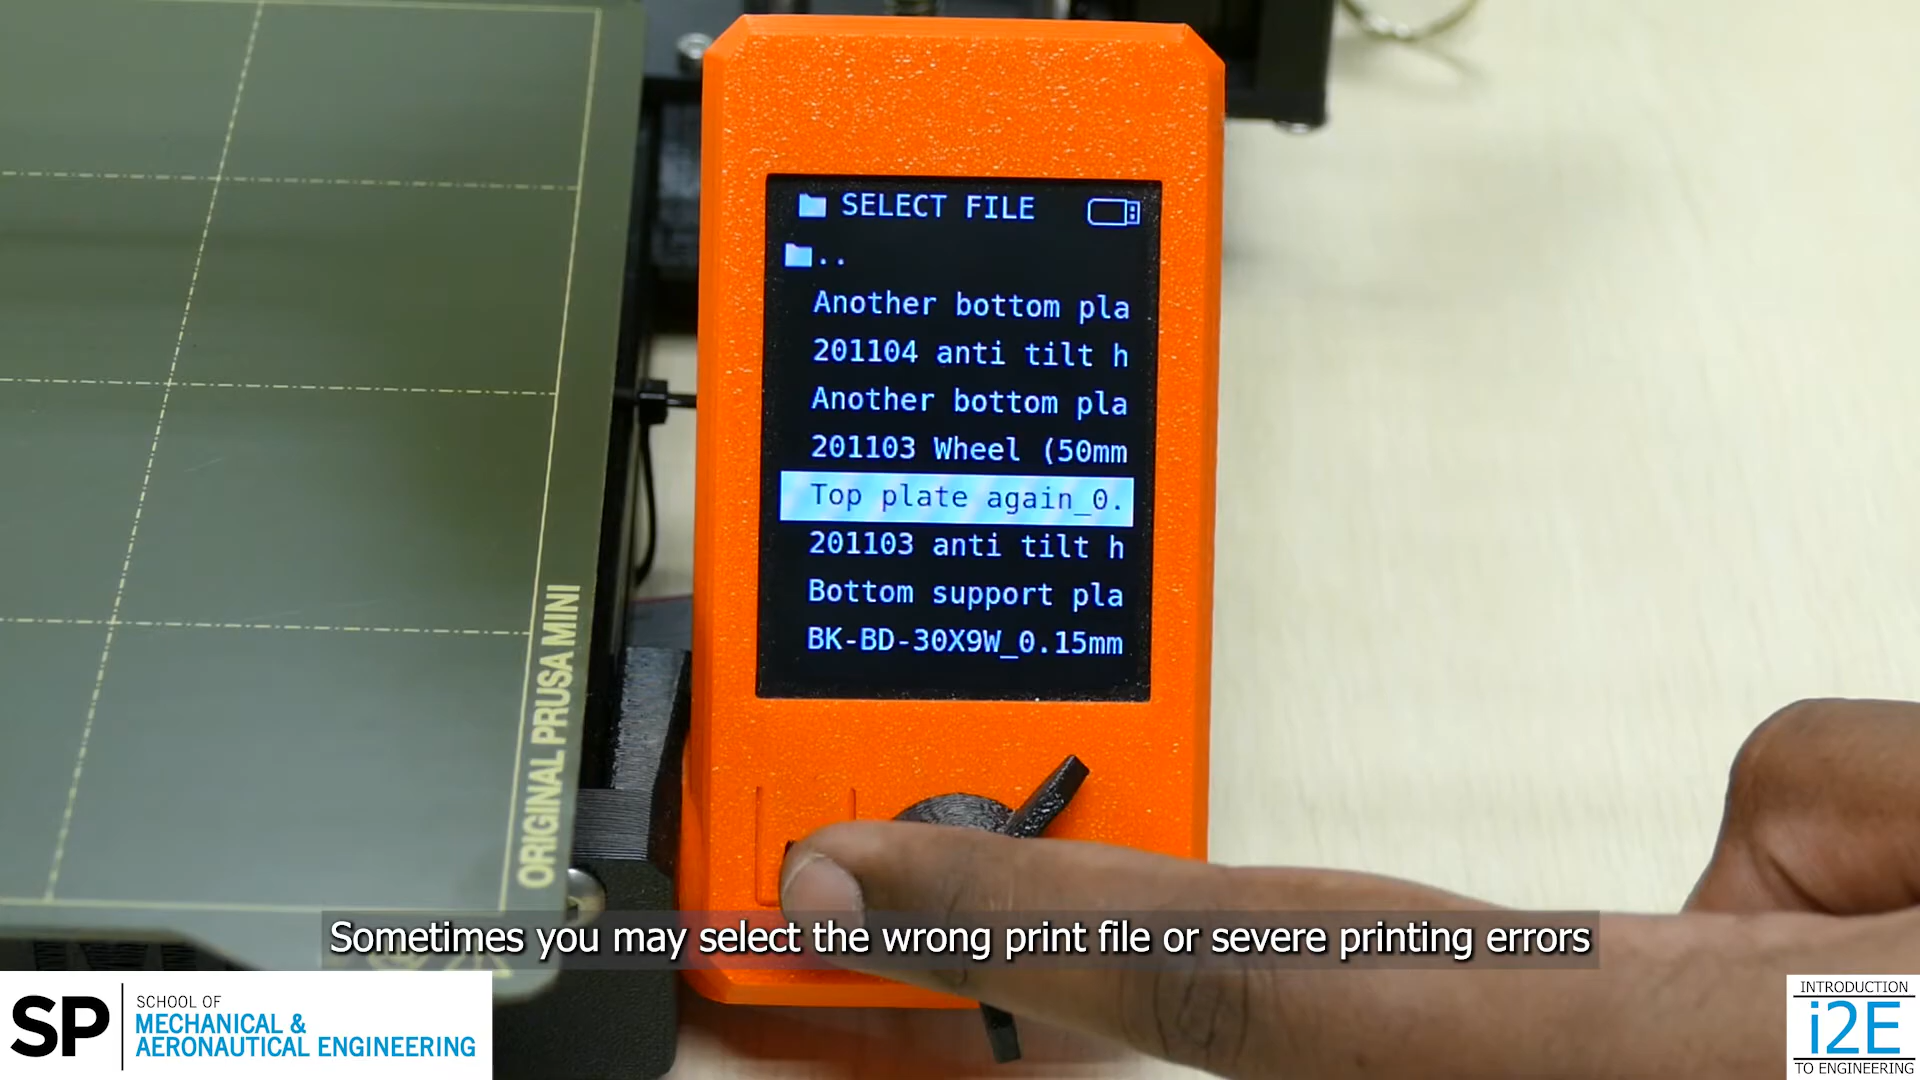 SELECT FILE
..
Another bottom pla
201104 anti tilt h
Another bottom pla
201103 Wheel (50mm
Top plate again_0.
201103 anti tilt h
Bottom support pla
BK-BD-30X9W_0.15mm
ORIGINAL PRUSA MINI
Sometimes you may select the wrong print file or severe printing errors
SP
SCHOOL OF
MECHANICAL &
AERONAUTICAL ENGINEERING
INTRODUCTION
i2E
TO ENGINEERING